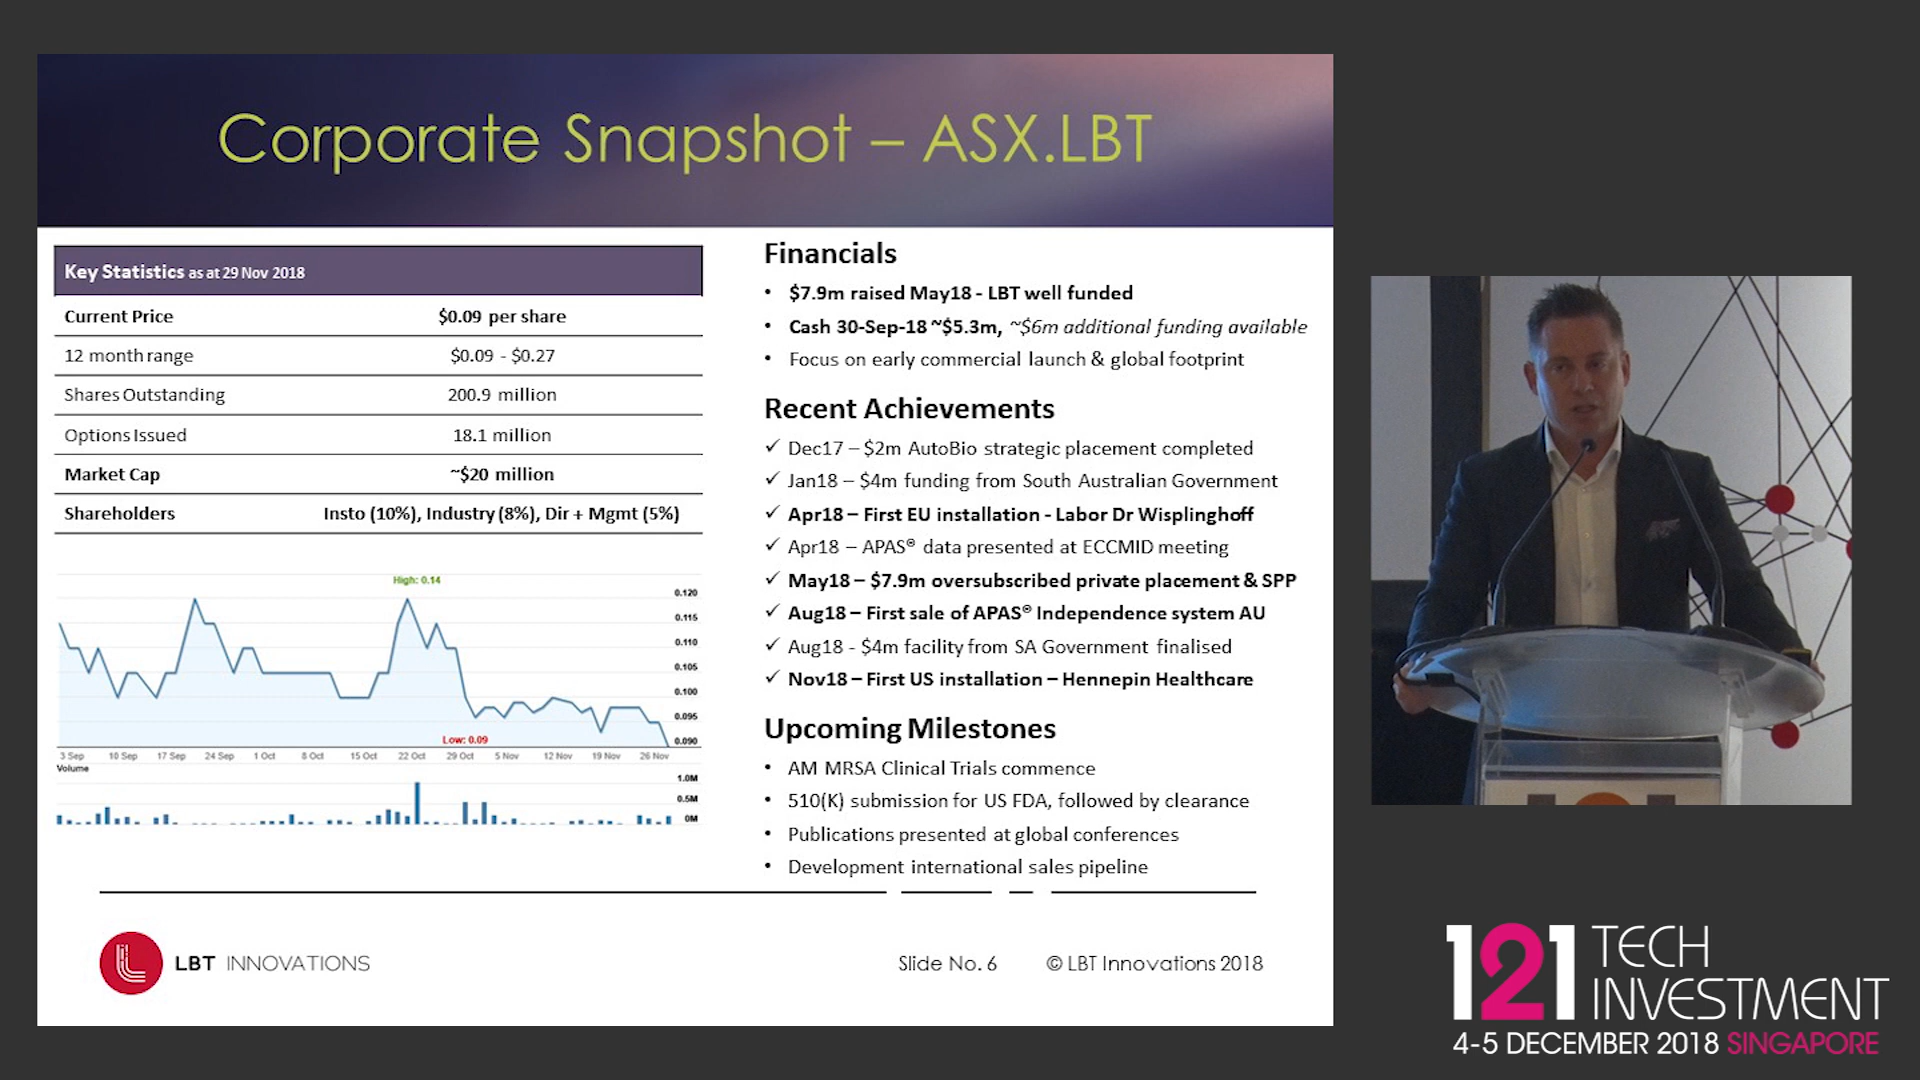 Corporate Snapshot – ASX.LBT
Key Statistics as at 29 Nov 2018
Current Price $0.09 per share
12 month range $0.09 - $0.27
Shares Outstanding 200.9 million
Options Issued 18.1 million
Market Cap ~$20 million
Shareholders Insto (10%), Industry (8%), Dir + Mgmt (5%)
High: 0.14
0.120
0.115
0.110
0.105
0.100
0.095
Low: 0.09
0.090
3 Sep 10 Sep 17 Sep 24 Sep 1 Oct 8 Oct 15 Oct 22 Oct 29 Oct 5 Nov 12 Nov 19 Nov 26 Nov
Volume
1.0M
0.5M
0M
Financials
• $7.9m raised May18 - LBT well funded
• Cash 30-Sep-18 ~$5.3m, ~$6m additional funding available
• Focus on early commercial launch & global footprint
Recent Achievements
✓ Dec17 – $2m AutoBio strategic placement completed
✓ Jan18 – $4m funding from South Australian Government
✓ Apr18 – First EU installation - Labor Dr Wisplinghoff
✓ Apr18 – APAS® data presented at ECCMID meeting
✓ May18 – $7.9m oversubscribed private placement & SPP
✓ Aug18 – First sale of APAS® Independence system AU
✓ Aug18 - $4m facility from SA Government finalised
✓ Nov18 – First US installation – Hennepin Healthcare
Upcoming Milestones
• AM MRSA Clinical Trials commence
• 510(K) submission for US FDA, followed by clearance
• Publications presented at global conferences
• Development international sales pipeline
LBT INNOVATIONS
Slide No. 6
© LBT Innovations 2018
121 TECH
INVESTMENT
4-5 DECEMBER 2018 SINGAPORE